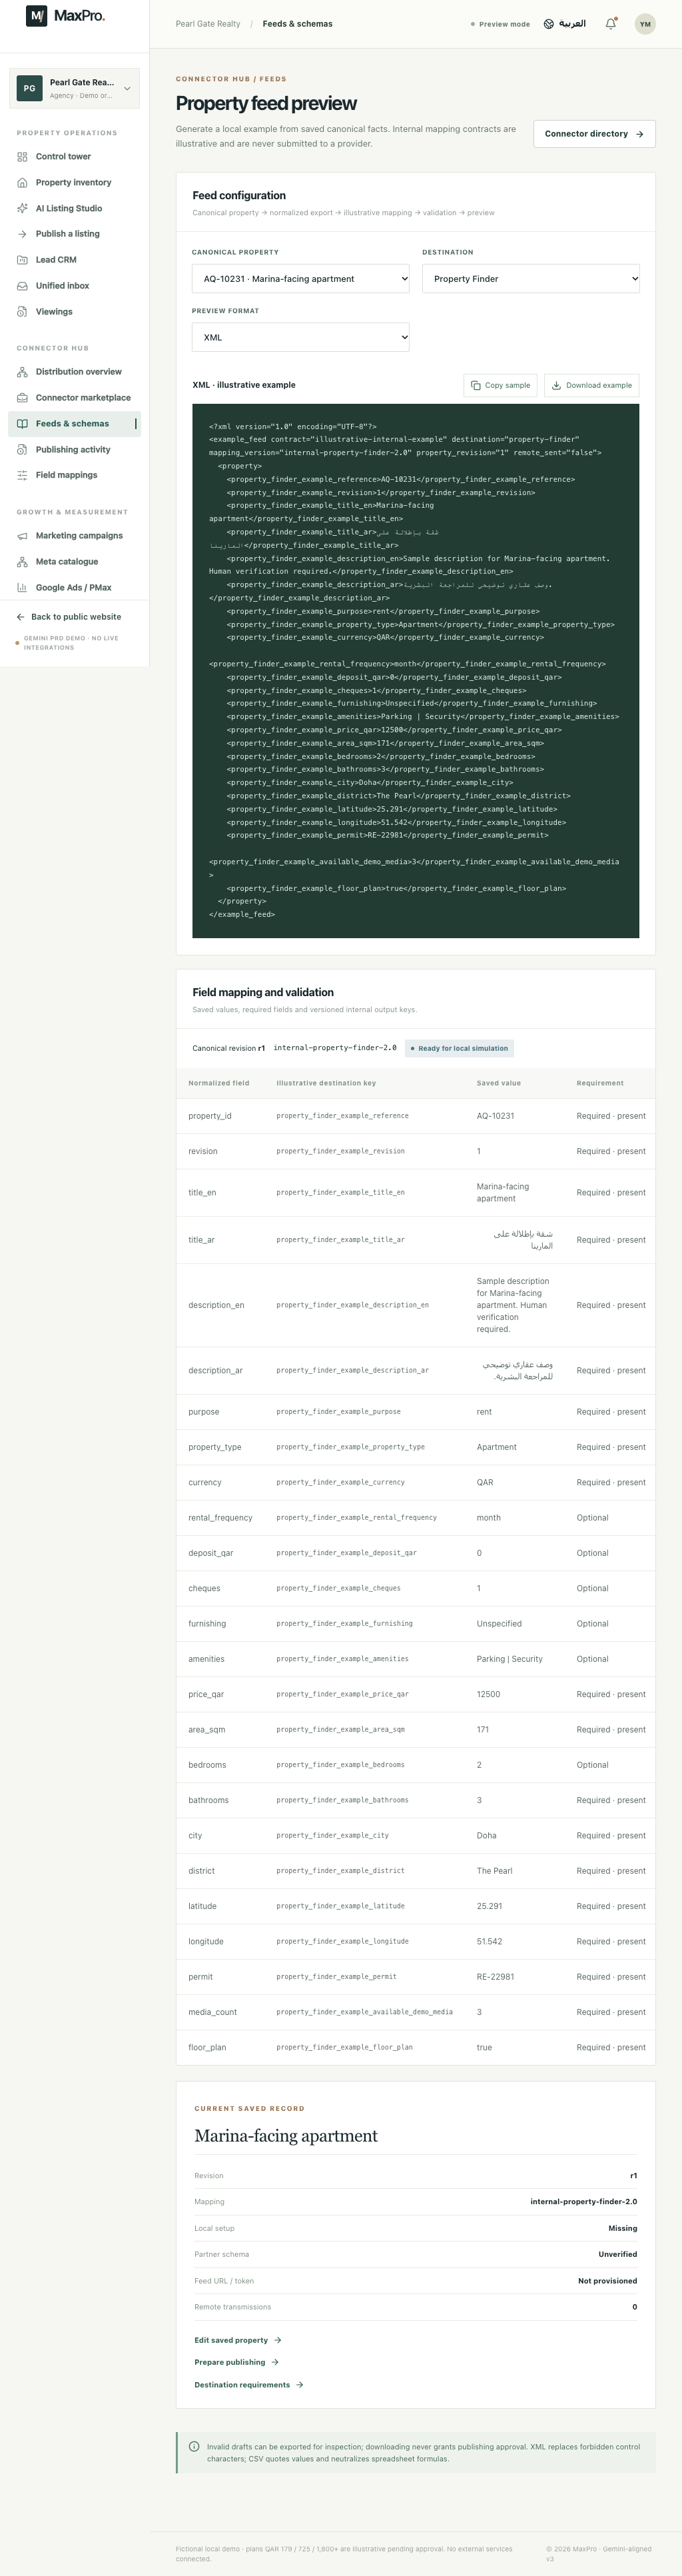 MaxPro.
Pearl Gate Realty / Feeds & schemas
Preview mode
العربية
YM
PG
Pearl Gate Rea...
Agency · Demo or...
PROPERTY OPERATIONS
Control tower
Property inventory
AI Listing Studio
Publish a listing
Lead CRM
Unified inbox
Viewings
CONNECTOR HUB
Distribution overview
Connector marketplace
Feeds & schemas
Publishing activity
Field mappings
GROWTH & MEASUREMENT
Marketing campaigns
Meta catalogue
Google Ads / PMax
Back to public website
GEMINI PRD DEMO · NO LIVE
INTEGRATIONS
CONNECTOR HUB / FEEDS
Property feed preview
Generate a local example from saved canonical facts. Internal mapping contracts are
illustrative and are never submitted to a provider.
Connector directory
Feed configuration
Canonical property → normalized export → illustrative mapping → validation → preview
CANONICAL PROPERTY
AQ-10231 · Marina-facing apartment
DESTINATION
Property Finder
PREVIEW FORMAT
XML
XML · illustrative example
Copy sample
Download example
<?xml version="1.0" encoding="UTF-8"?>
<example_feed contract="illustrative-internal-example" destination="property-finder"
mapping_version="internal-property-finder-2.0" property_revision="1" remote_sent="false">
<property>
<property_finder_example_reference>AQ-10231</property_finder_example_reference>
<property_finder_example_revision>1</property_finder_example_revision>
<property_finder_example_title_en>Marina-facing
apartment</property_finder_example_title_en>
<property_finder_example_title_ar>شقة بإطلالة على
المارينا</property_finder_example_title_ar>
<property_finder_example_description_en>Sample description for Marina-facing apartment.
Human verification required.</property_finder_example_description_en>
<property_finder_example_description_ar>وصف عقاري توضيحي للمراجعة البشرية.
</property_finder_example_description_ar>
<property_finder_example_purpose>rent</property_finder_example_purpose>
<property_finder_example_property_type>Apartment</property_finder_example_property_type>
<property_finder_example_currency>QAR</property_finder_example_currency>
<property_finder_example_rental_frequency>month</property_finder_example_rental_frequency>
<property_finder_example_deposit_qar>0</property_finder_example_deposit_qar>
<property_finder_example_cheques>1</property_finder_example_cheques>
<property_finder_example_furnishing>Unspecified</property_finder_example_furnishing>
<property_finder_example_amenities>Parking | Security</property_finder_example_amenities>
<property_finder_example_price_qar>12500</property_finder_example_price_qar>
<property_finder_example_area_sqm>171</property_finder_example_area_sqm>
<property_finder_example_bedrooms>2</property_finder_example_bedrooms>
<property_finder_example_bathrooms>3</property_finder_example_bathrooms>
<property_finder_example_city>Doha</property_finder_example_city>
<property_finder_example_district>The Pearl</property_finder_example_district>
<property_finder_example_latitude>25.291</property_finder_example_latitude>
<property_finder_example_longitude>51.542</property_finder_example_longitude>
<property_finder_example_permit>RE-22981</property_finder_example_permit>
<property_finder_example_available_demo_media>3</property_finder_example_available_demo_media
>
<property_finder_example_floor_plan>true</property_finder_example_floor_plan>
</property>
</example_feed>
Field mapping and validation
Saved values, required fields and versioned internal output keys.
Canonical revision r1 internal-property-finder-2.0 Ready for local simulation
Normalized field Illustrative destination key Saved value Requirement
property_id property_finder_example_reference AQ-10231 Required · present
revision property_finder_example_revision 1 Required · present
title_en property_finder_example_title_en Marina-facing
apartment Required · present
title_ar property_finder_example_title_ar شقة بإطلالة على
المارينا Required · present
description_en property_finder_example_description_en Sample description
for Marina-facing
apartment. Human
verification
required. Required · present
description_ar property_finder_example_description_ar وصف عقاري توضيحي
للمراجعة البشرية. Required · present
purpose property_finder_example_purpose rent Required · present
property_type property_finder_example_property_type Apartment Required · present
currency property_finder_example_currency QAR Required · present
rental_frequency property_finder_example_rental_frequency month Optional
deposit_qar property_finder_example_deposit_qar 0 Optional
cheques property_finder_example_cheques 1 Optional
furnishing property_finder_example_furnishing Unspecified Optional
amenities property_finder_example_amenities Parking | Security Optional
price_qar property_finder_example_price_qar 12500 Required · present
area_sqm property_finder_example_area_sqm 171 Required · present
bedrooms property_finder_example_bedrooms 2 Optional
bathrooms property_finder_example_bathrooms 3 Required · present
city property_finder_example_city Doha Required · present
district property_finder_example_district The Pearl Required · present
latitude property_finder_example_latitude 25.291 Required · present
longitude property_finder_example_longitude 51.542 Required · present
permit property_finder_example_permit RE-22981 Required · present
media_count property_finder_example_available_demo_media 3 Required · present
floor_plan property_finder_example_floor_plan true Required · present
CURRENT SAVED RECORD
Marina-facing apartment
Revision r1
Mapping internal-property-finder-2.0
Local setup Missing
Partner schema Unverified
Feed URL / token Not provisioned
Remote transmissions 0
Edit saved property
Prepare publishing
Destination requirements
Invalid drafts can be exported for inspection; downloading never grants publishing approval. XML replaces forbidden control
characters; CSV quotes values and neutralizes spreadsheet formulas.
Fictional local demo · plans QAR 179 / 725 / 1,800+ are illustrative pending approval. No external services
connected.
© 2026 MaxPro · Gemini-aligned
v3